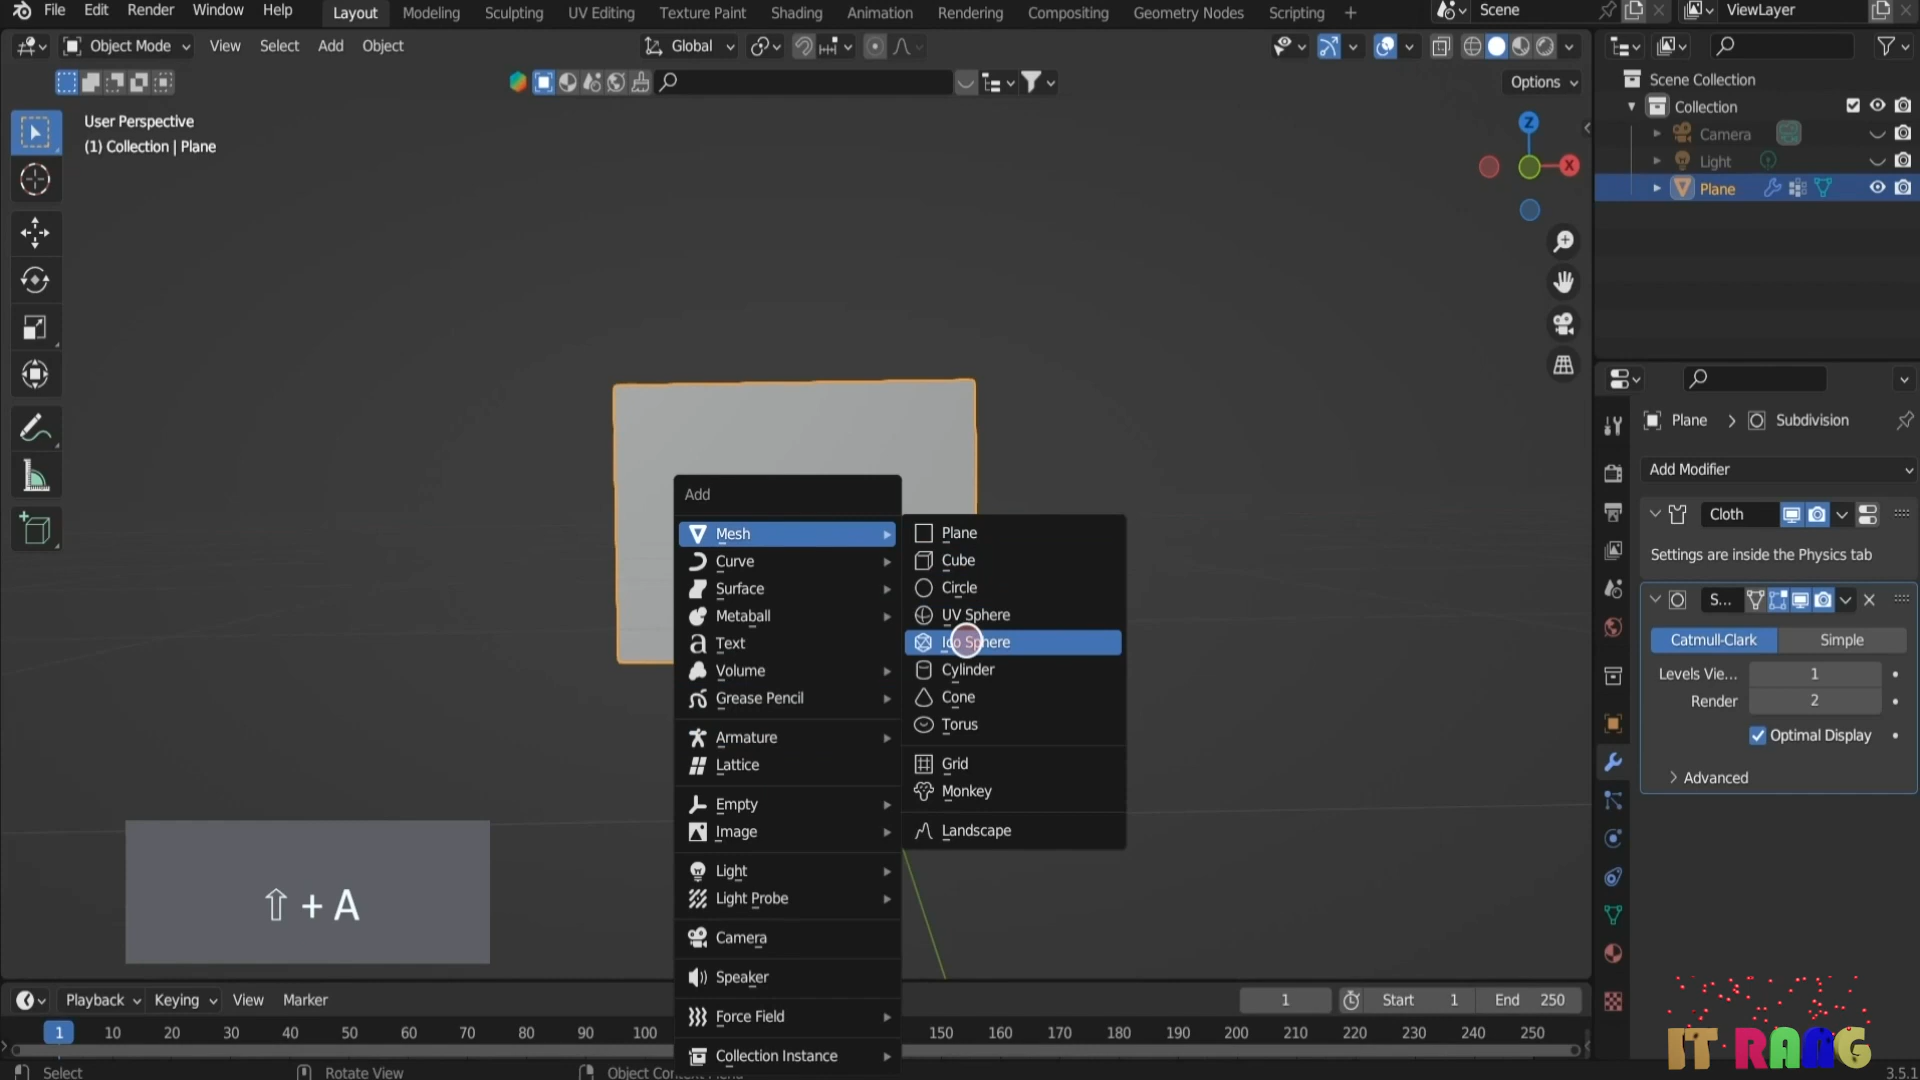 File Edit Render Window Help Layout Modeling Sculpting UV Editing Texture Paint Shading Animation Rendering Compositing Geometry Nodes Scripting + Scene ViewLayer
Object Mode View Select Add Object Global
Options
User Perspective
(1) Collection | Plane
Z
X
Scene Collection
Collection
Camera
Light
Plane
Plane > Subdivision
Add Modifier
Cloth
Settings are inside the Physics tab
S...
Catmull-Clark Simple
Levels Vie... 1
Render 2
Optimal Display
Advanced
Add
Mesh
Curve
Surface
Metaball
Text
Volume
Grease Pencil
Armature
Lattice
Empty
Image
Light
Light Probe
Camera
Speaker
Force Field
Collection Instance
Plane
Cube
Circle
UV Sphere
Ico Sphere
Cylinder
Cone
Torus
Grid
Monkey
Landscape
⇧ + A
Playback Keying View Marker 1 Start 1 End 250
1 10 20 30 40 50 60 70 80 90 100 150 160 170 180 190 200 210 220 230 240 250
Select Rotate View Object Context Menu 3.5.1
IT RANG